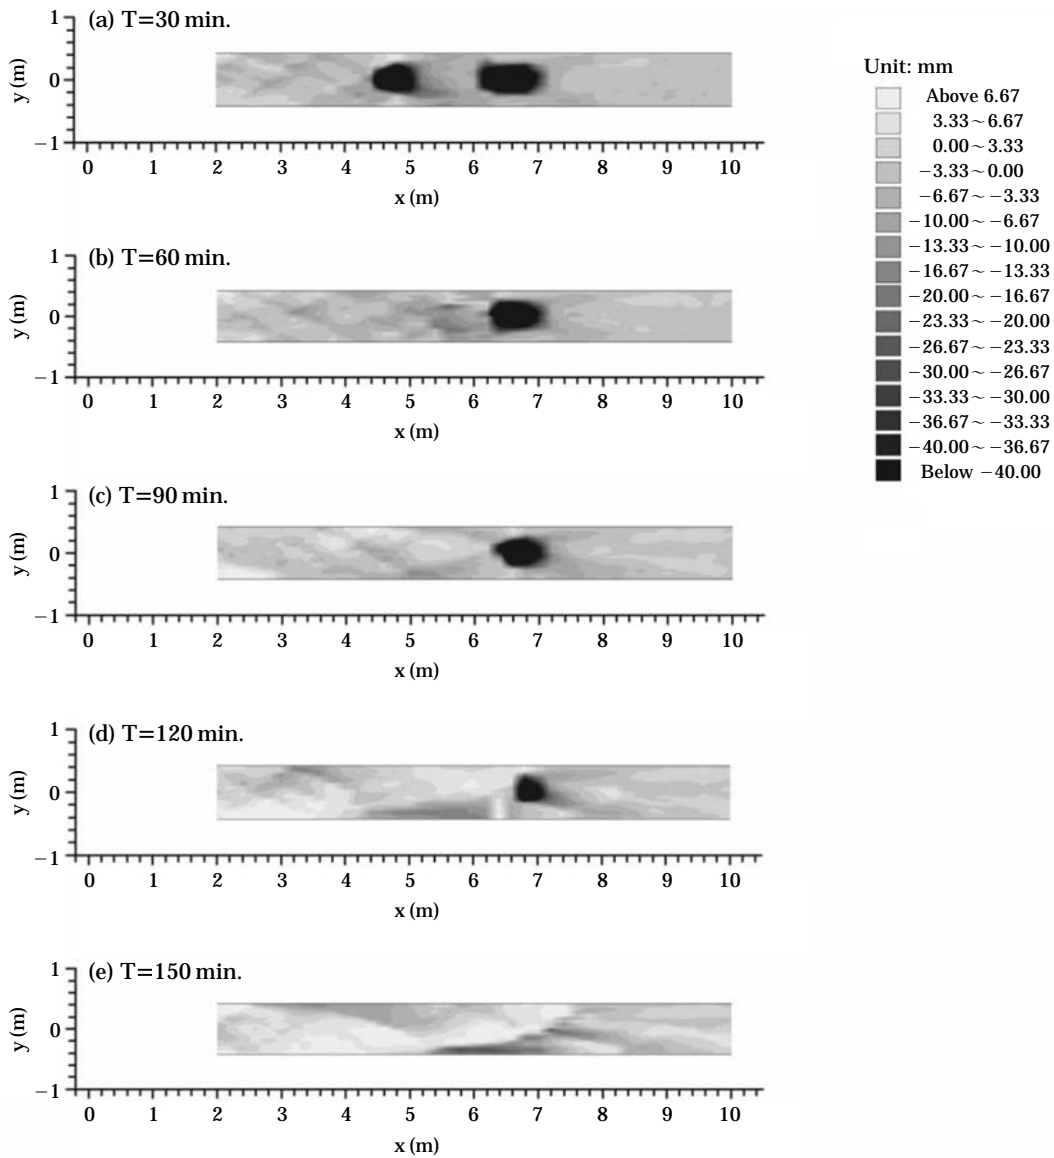 (a) T=30 min.
1
0
−1
y (m)
0 1 2 3 4 5 6 7 8 9 10
x (m)
(b) T=60 min.
1
0
−1
y (m)
0 1 2 3 4 5 6 7 8 9 10
x (m)
(c) T=90 min.
1
0
−1
y (m)
0 1 2 3 4 5 6 7 8 9 10
x (m)
(d) T=120 min.
1
0
−1
y (m)
0 1 2 3 4 5 6 7 8 9 10
x (m)
(e) T=150 min.
1
0
−1
y (m)
0 1 2 3 4 5 6 7 8 9 10
x (m)
Unit: mm
Above 6.67
3.33~6.67
0.00~3.33
−3.33~0.00
−6.67~−3.33
−10.00~−6.67
−13.33~−10.00
−16.67~−13.33
−20.00~−16.67
−23.33~−20.00
−26.67~−23.33
−30.00~−26.67
−33.33~−30.00
−36.67~−33.33
−40.00~−36.67
Below −40.00